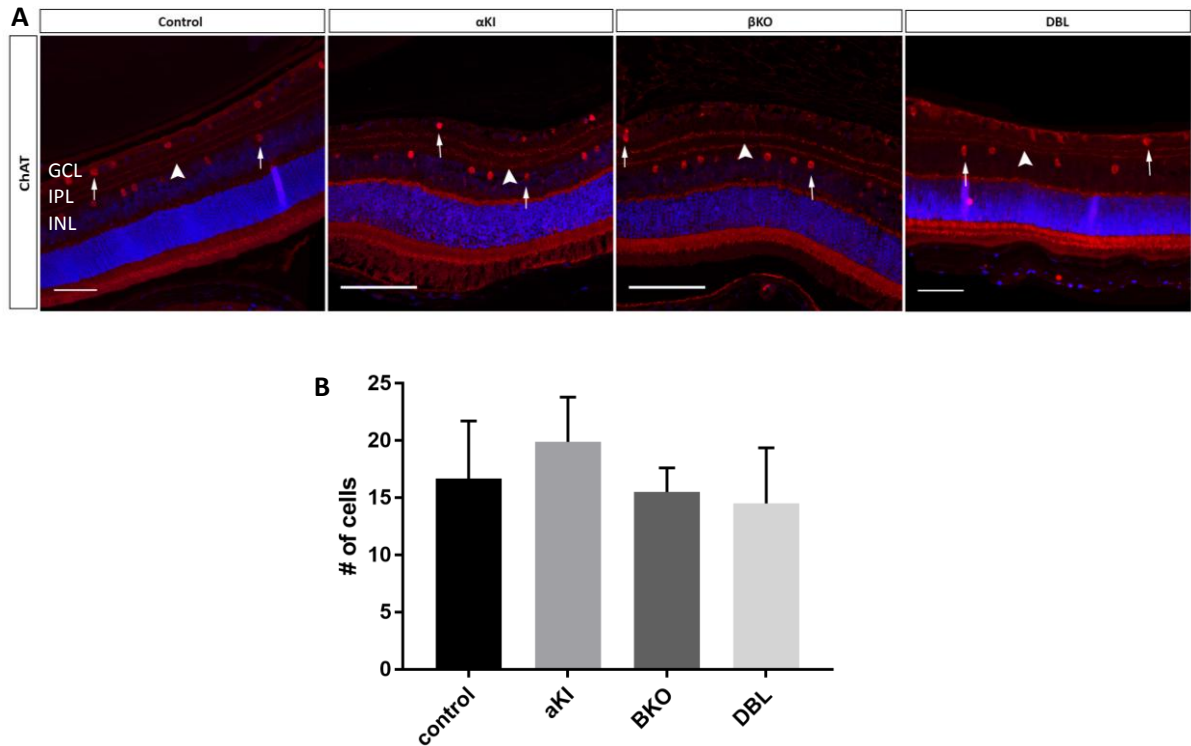 A
Control
αKI
βKO
DBL
ChAT
GCL
IPL
INL
B
# of cells
25
20
15
10
5
0
control
aKI
BKO
DBL